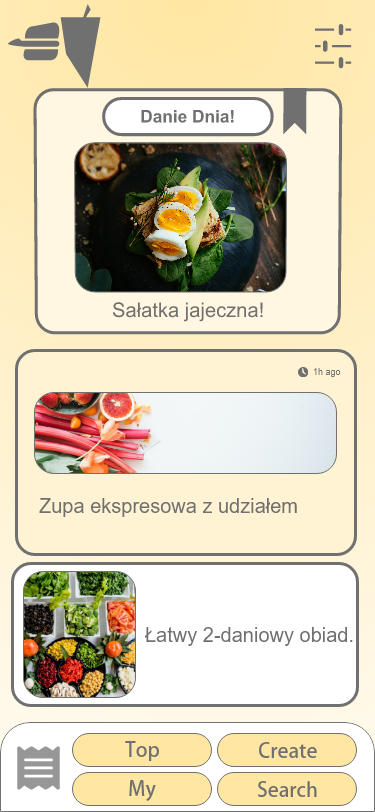 Danie Dnia!
Sałatka jajeczna!
1h ago
Zupa ekspresowa z udziałem
Łatwy 2-daniowy obiad.
Top
Create
My
Search